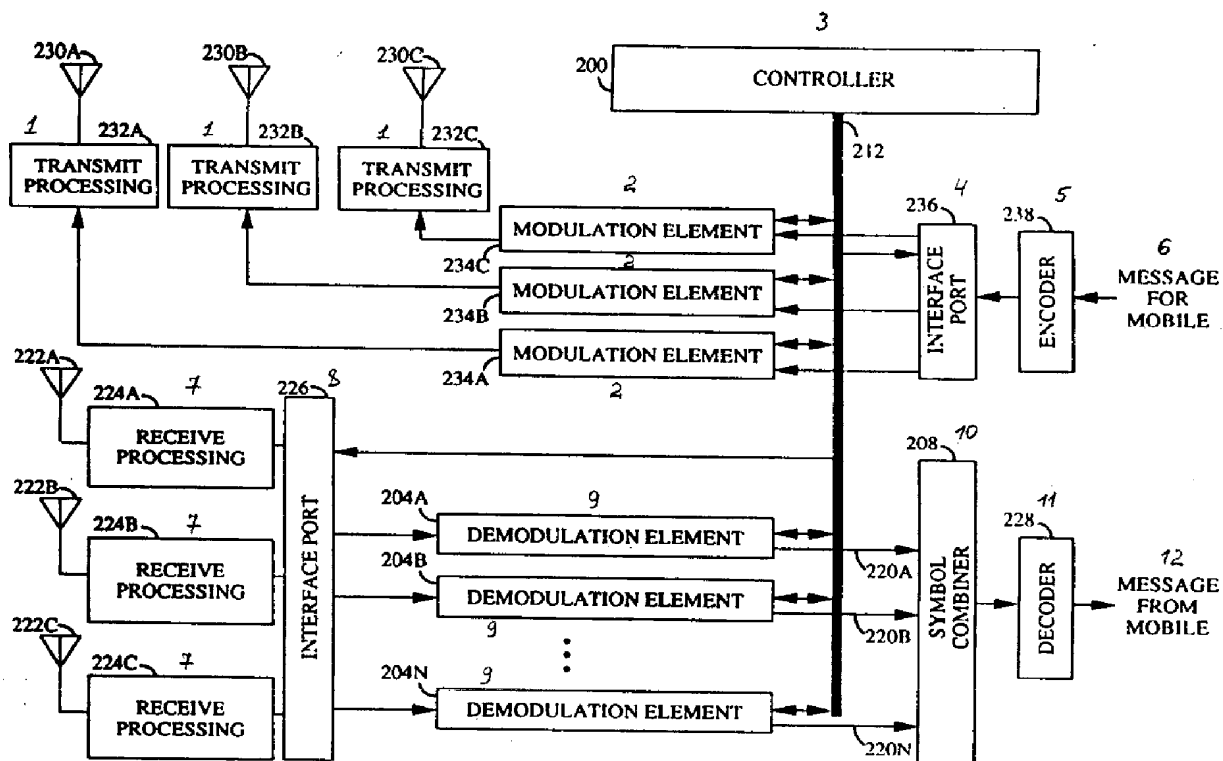 3
230A
230B
230C
200
CONTROLLER
1
232A
1
232B
1
232C
212
TRANSMIT
PROCESSING
TRANSMIT
PROCESSING
TRANSMIT
PROCESSING
2
MODULATION ELEMENT
234C
2
MODULATION ELEMENT
234B
MODULATION ELEMENT
234A
2
4
236
INTERFACE
PORT
5
238
ENCODER
6
MESSAGE
FOR
MOBILE
222A
224A
7
RECEIVE
PROCESSING
222B
224B
7
RECEIVE
PROCESSING
222C
224C
7
RECEIVE
PROCESSING
226
8
INTERFACE PORT
204A
9
DEMODULATION ELEMENT
220A
204B
DEMODULATION ELEMENT
220B
9
204N
9
DEMODULATION ELEMENT
220N
208
10
SYMBOL
COMBINER
11
228
DECODER
12
MESSAGE
FROM
MOBILE